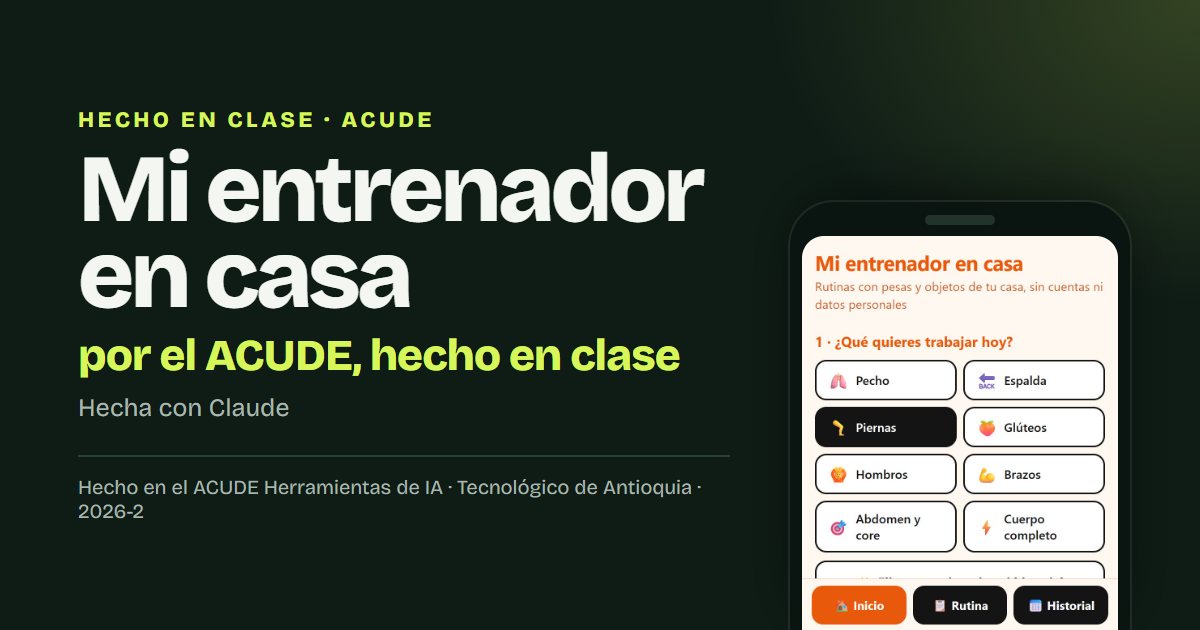 HECHO EN CLASE · ACUDE
Mi entrenador
en casa
por el ACUDE, hecho en clase
Hecha con Claude
Hecho en el ACUDE Herramientas de IA · Tecnológico de Antioquia ·
2026-2
Mi entrenador en casa
Rutinas con pesas y objetos de tu casa, sin cuentas ni
datos personales
1 · ¿Qué quieres trabajar hoy?
Pecho
BACK Espalda
Piernas
Glúteos
Hombros
Brazos
Abdomen y
core
Cuerpo
completo
Inicio
Rutina
Historial